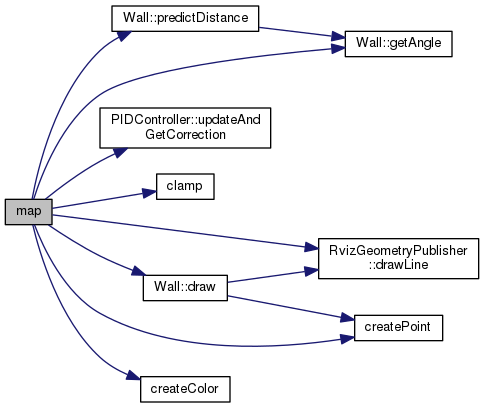 Wall::predictDistance
Wall::getAngle
PIDController::updateAnd
GetCorrection
clamp
map
RvizGeometryPublisher
::drawLine
Wall::draw
createPoint
createColor